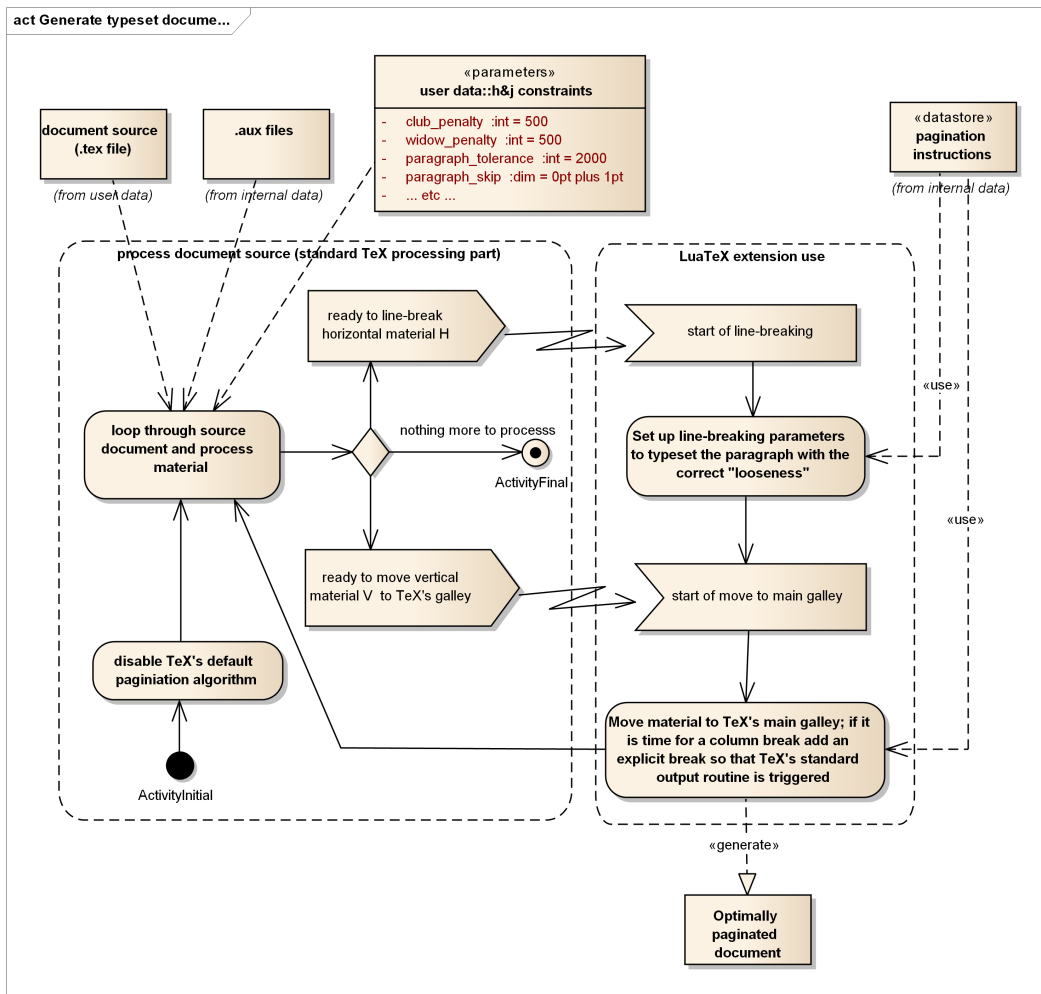 act Generate typeset docume...
«parameters»
user data::h&j constraints
- club_penalty :int = 500
- widow_penalty :int = 500
- paragraph_tolerance :int = 2000
- paragraph_skip :dim = 0pt plus 1pt
- ... etc ...
document source
(.tex file)
(from user data)
.aux files
(from internal data)
«datastore»
pagination
instructions
(from internal data)
process document source (standard TeX processing part)
LuaTeX extension use
ready to line-break
horizontal material H
start of line-breaking
«use»
loop through source
document and process
material
nothing more to processs
ActivityFinal
Set up line-breaking parameters
to typeset the paragraph with the
correct "looseness"
«use»
ready to move vertical
material V to TeX's galley
start of move to main galley
disable TeX's default
paginiation algorithm
ActivityInitial
Move material to TeX's main galley; if it
is time for a column break add an
explicit break so that TeX's standard
output routine is triggered
«generate»
Optimally
paginated
document